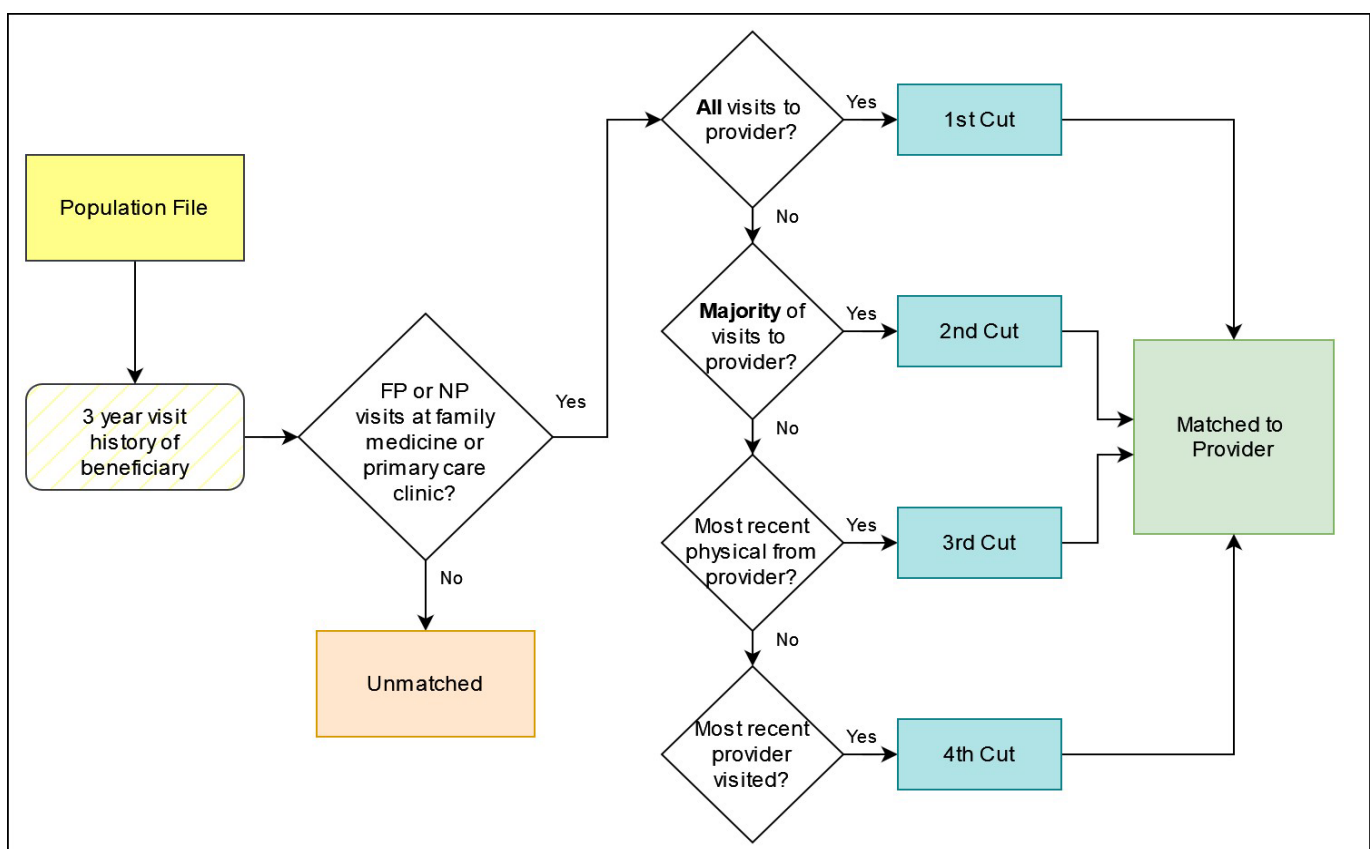 Population File
3 year visit
history of
beneficiary
FP or NP
visits at family
medicine or
primary care
clinic?
Yes
No
Unmatched
All visits to
provider?
Yes
1st Cut
No
Majority of
visits to
provider?
Yes
2nd Cut
No
Most recent
physical from
provider?
Yes
3rd Cut
No
Most recent
provider
visited?
Yes
4th Cut
Matched to
Provider